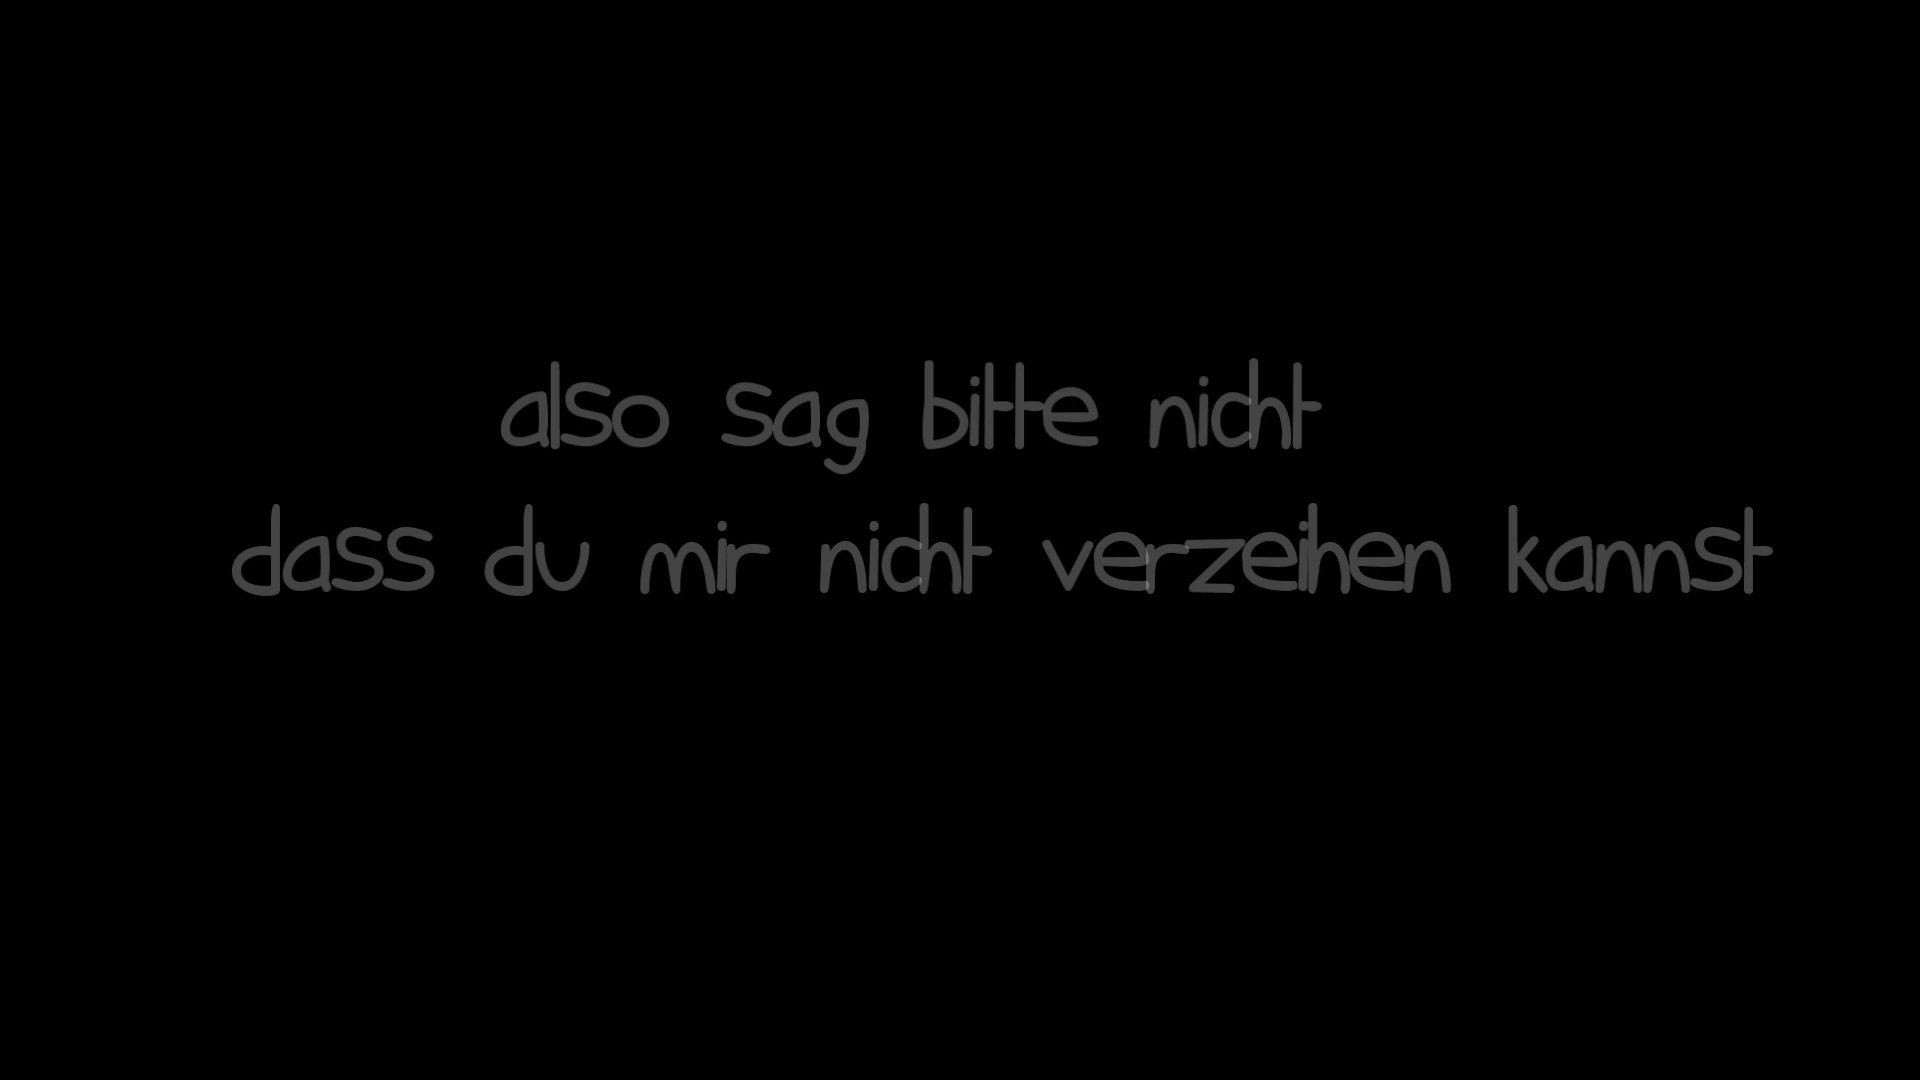 also sag bitte nicht
dass du mir nicht verzeihen kannst